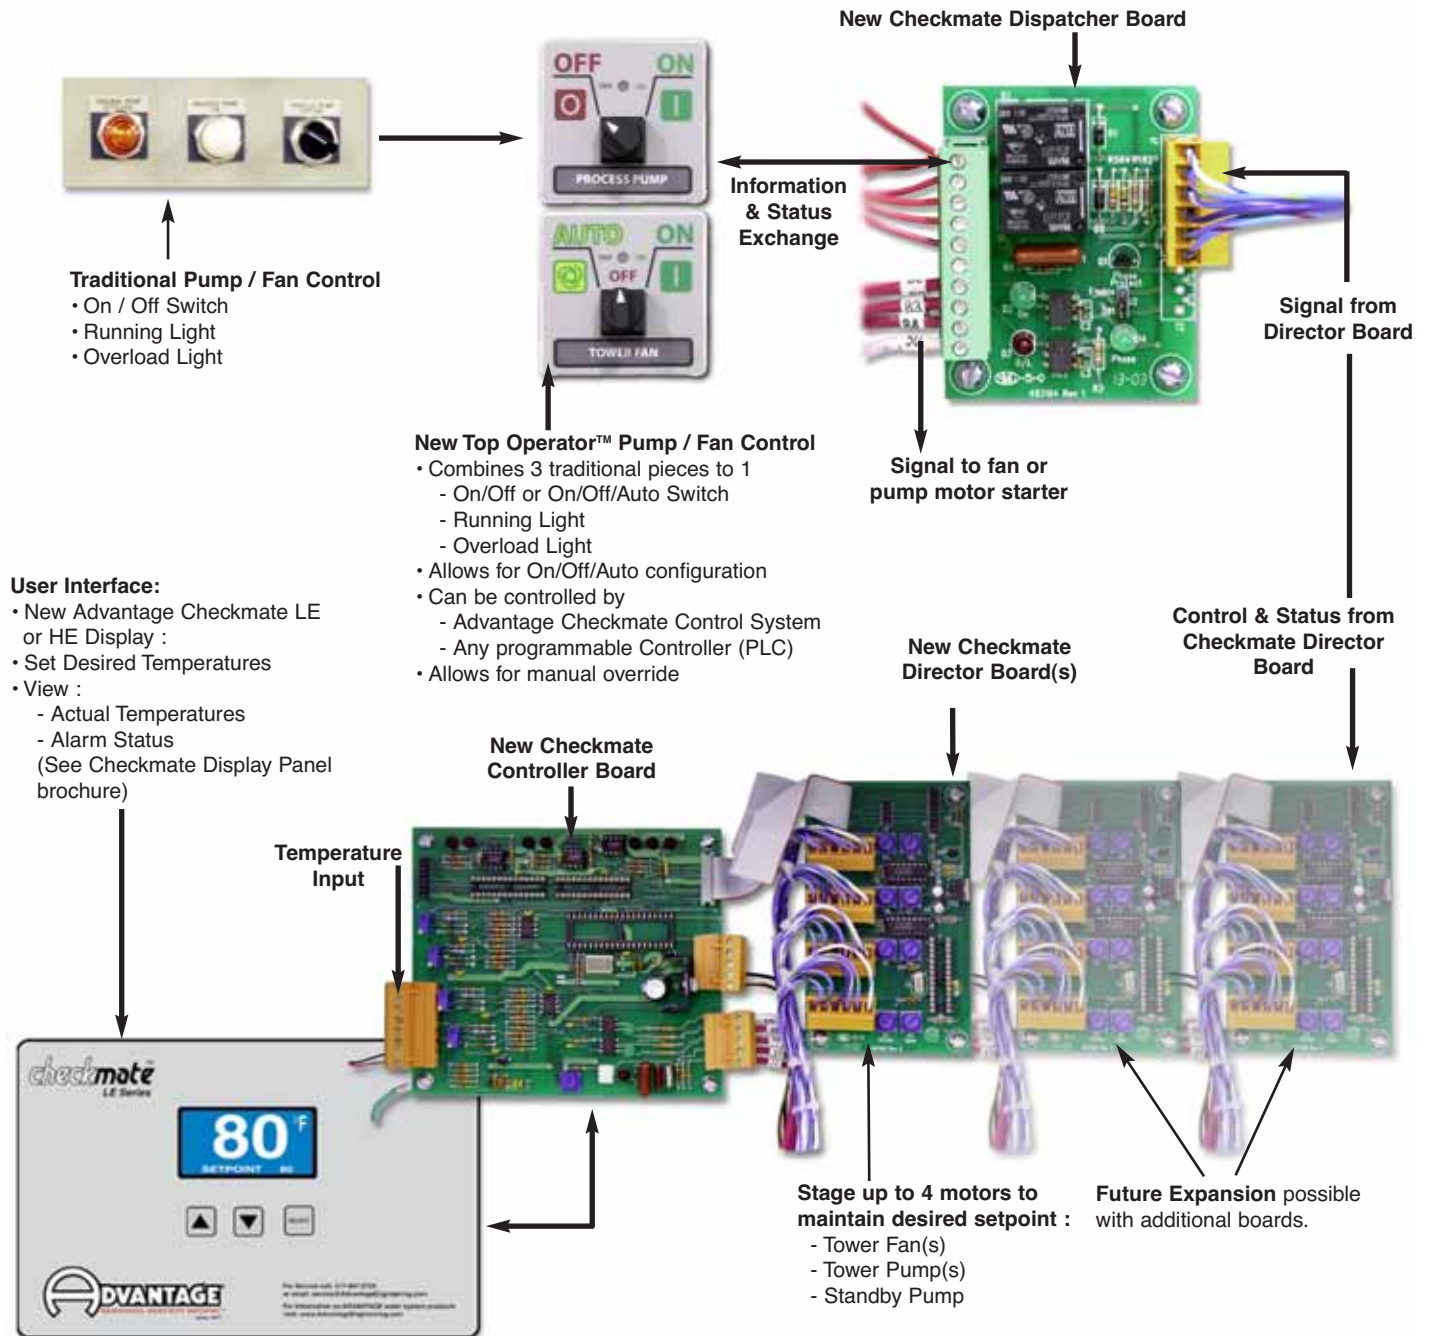 New Checkmate Dispatcher Board
OFF ON
O I
PROCESS PUMP
AUTO ON
OFF
I
TOWER FAN
Information
& Status
Exchange
13-03
Phase
Signal from
Director Board
Traditional Pump / Fan Control
• On / Off Switch
• Running Light
• Overload Light
New Top Operator™ Pump / Fan Control
• Combines 3 traditional pieces to 1
- On/Off or On/Off/Auto Switch
- Running Light
- Overload Light
• Allows for On/Off/Auto configuration
• Can be controlled by
- Advantage Checkmate Control System
- Any programmable Controller (PLC)
• Allows for manual override
Signal to fan or
pump motor starter
User Interface:
• New Advantage Checkmate LE
or HE Display :
• Set Desired Temperatures
• View :
- Actual Temperatures
- Alarm Status
(See Checkmate Display Panel
brochure)
New Checkmate
Director Board(s)
Control & Status from
Checkmate Director
Board
New Checkmate
Controller Board
Temperature
Input
checkmate™
LE Series
80°F
SETPOINT 80
SELECT
ADVANTAGE
Stage up to 4 motors to
maintain desired setpoint :
- Tower Fan(s)
- Tower Pump(s)
- Standby Pump
Future Expansion possible
with additional boards.